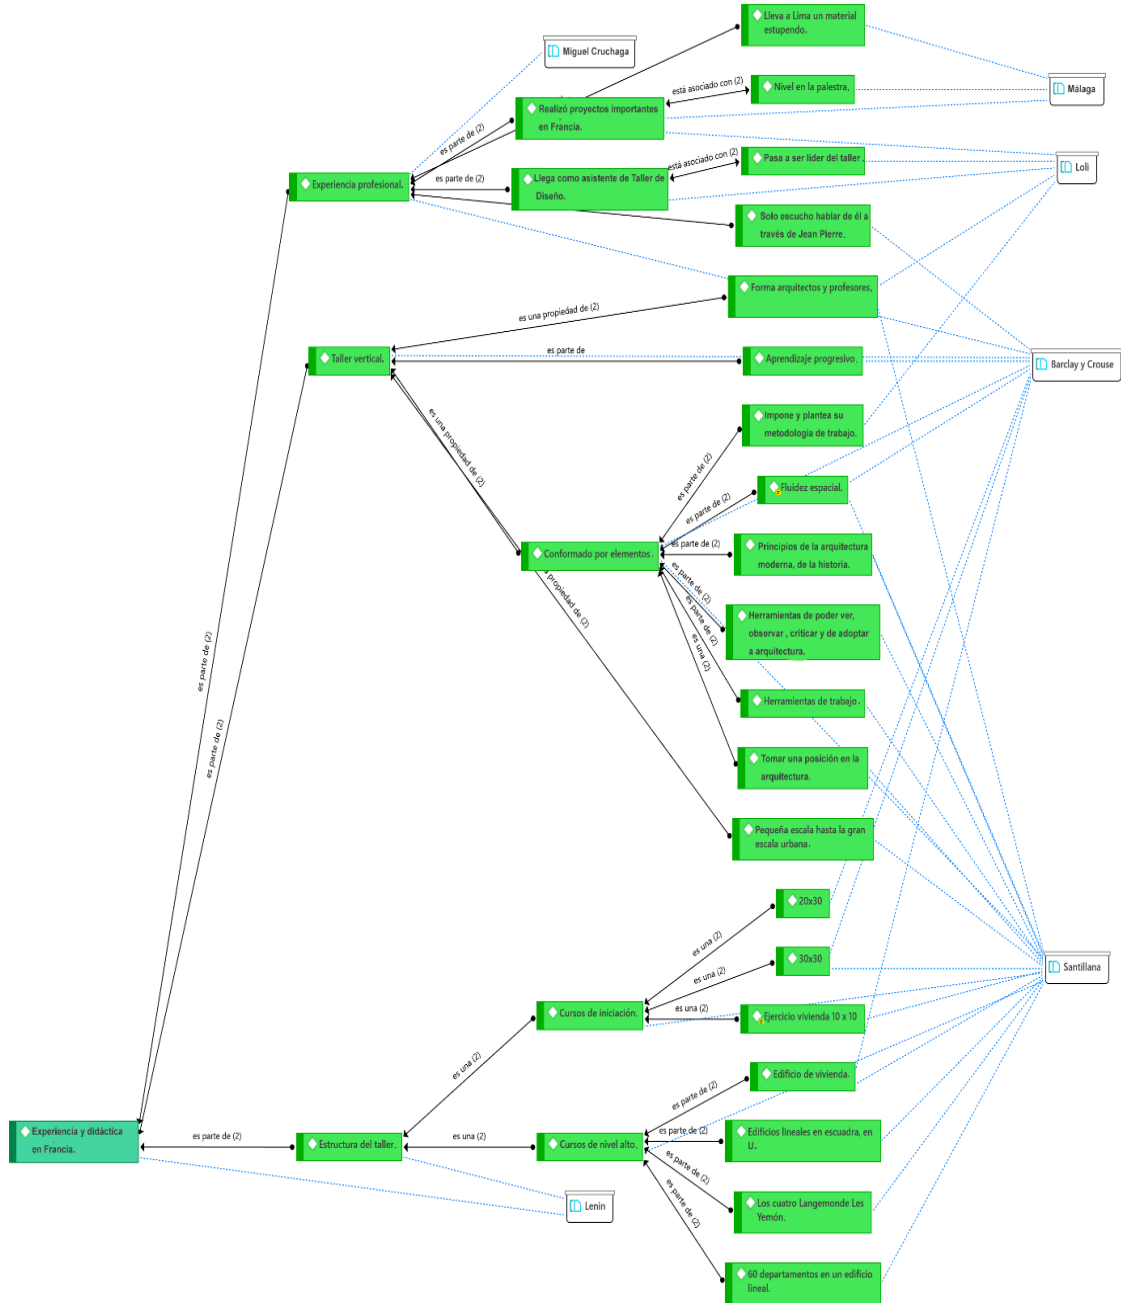 Lleva a Lima un material
estupendo.
Miguel Cruchaga
Málaga
Nivel en la palestra.
está asociado con (2)
Realizó proyectos importantes
en Francia.
es parte de (2)
Loli
Pasa a ser líder del taller
está asociado con (2)
Experiencia profesional.
es parte de (2)
Llega como asistente de Taller de
Diseño.
Solo escucho hablar de él a
través de Jean Pierre.
Forma arquitectos y profesores.
es una propiedad de (2)
Taller vertical.
es parte de
Aprendizaje progresivo.
Barclay y Crouse
Impone y plantea su
metodología de trabajo.
es una propiedad de (2)
es parte de (2)
Fluidez espacial.
es parte de (2)
Conformado por elementos.
es parte de (2)
Principios de la arquitectura
moderna, de la historia.
propiedad de (2)
es parte de (2)
Herramientas de poder ver,
observar , criticar y de adoptar
a arquitectura.
es parte de (2)
es una (2)
Herramientas de trabajo.
es parte de (2)
es parte de (2)
Tomar una posición en la
arquitectura.
Pequeña escala hasta la gran
escala urbana.
20x30
es una (2)
30x30
es una (2)
Santillana
Cursos de iniciación.
es una (2)
Ejercicio vivienda 10 x 10
es una (2)
Edificio de vivienda.
es parte de (2)
Experiencia y didáctica
en Francia.
es parte de (2)
Estructura del taller.
es una (2)
Cursos de nivel alto.
es parte de (2)
Edificios lineales en escuadra, en
U.
es parte de (2)
Los cuatro Langemonde Les
Yemón.
Lenin
es parte de (2)
60 departamentos en un edificio
lineal.